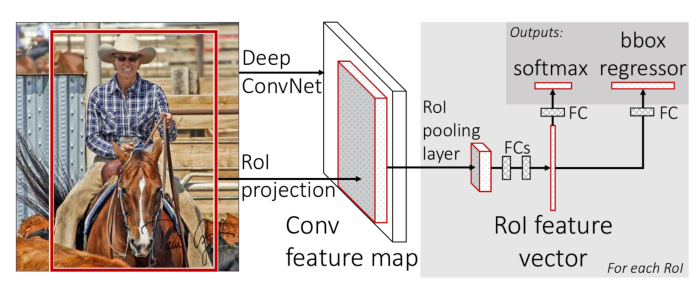 Deep
ConvNet
RoI
projection
Conv
feature map
RoI
pooling
layer
FCs
Outputs:
softmax
bbox
regressor
FC
FC
RoI feature
vector
For each RoI